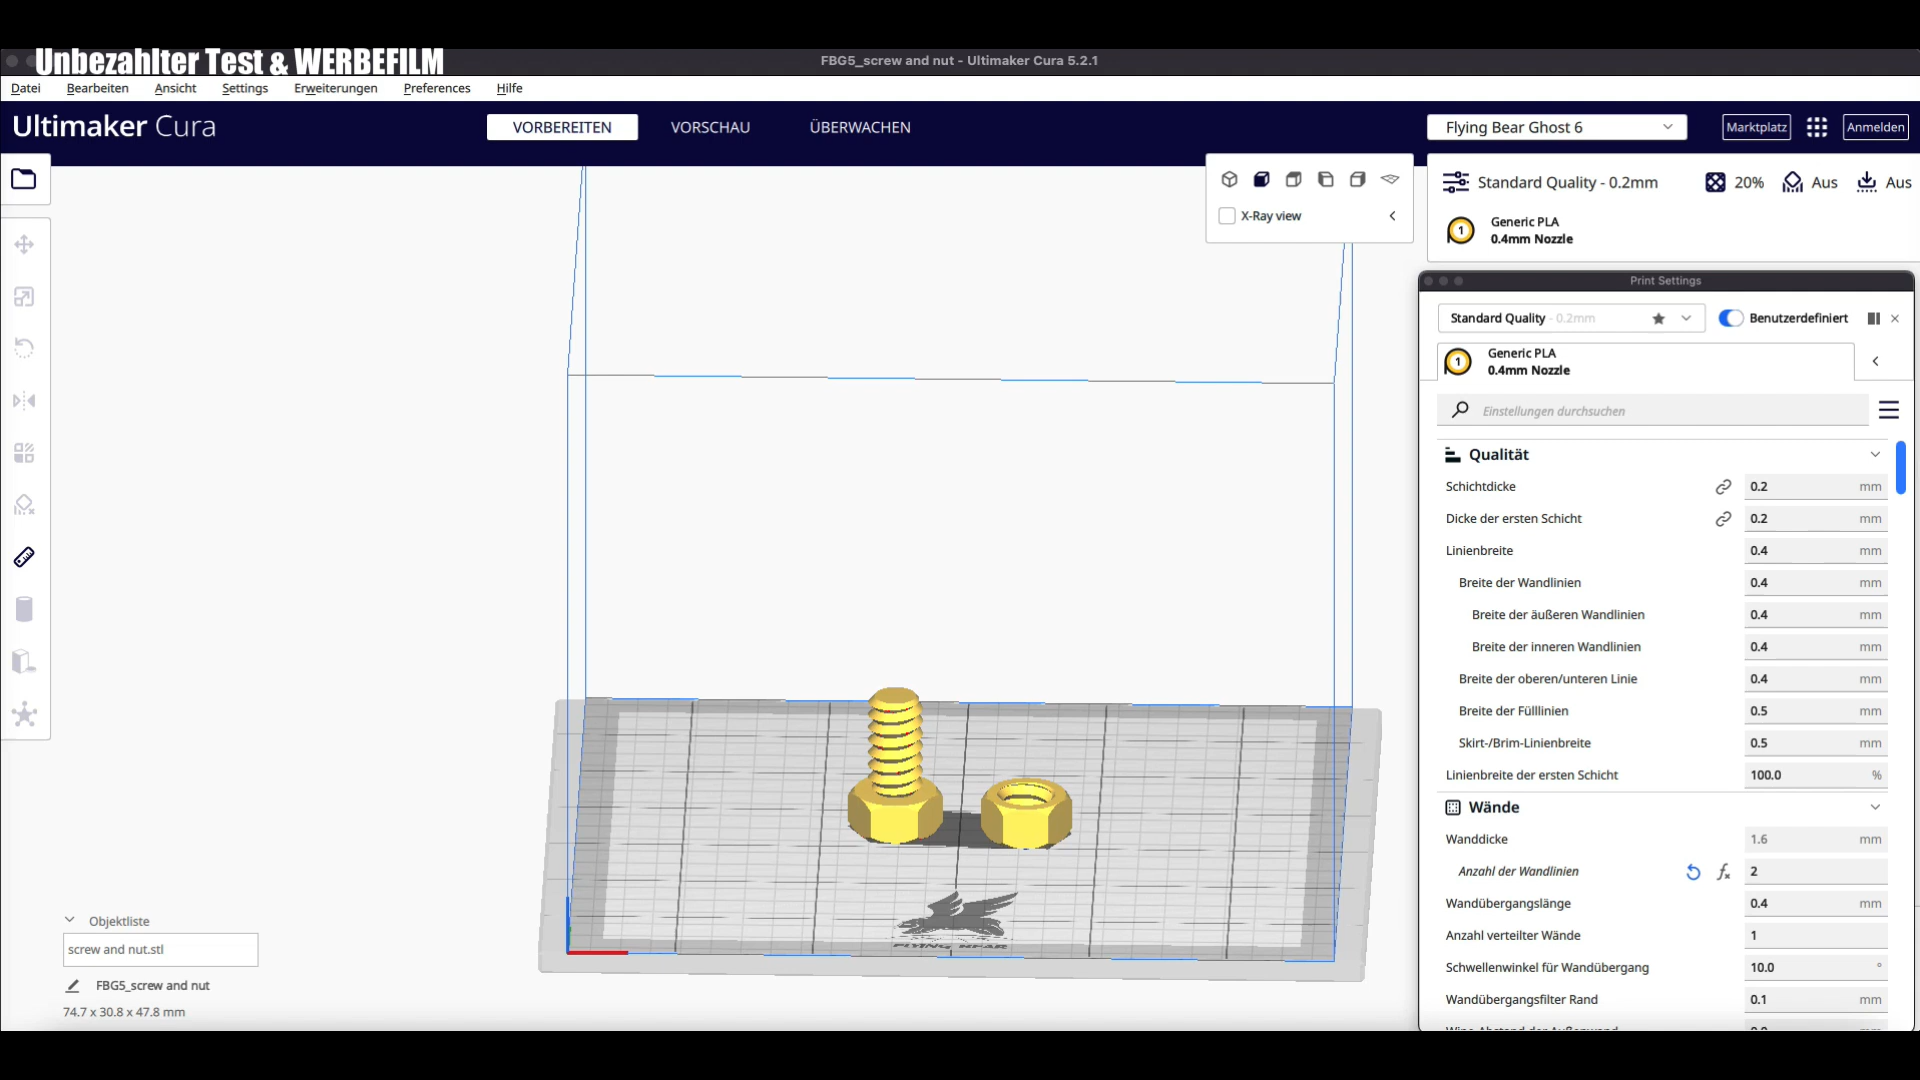 Unbezahlter Test & WERBEFILM
FBG5_screw and nut - Ultimaker Cura 5.2.1
Datei Bearbeiten Ansicht Settings Erweiterungen Preferences Hilfe
Ultimaker Cura
VORBEREITEN VORSCHAU ÜBERWACHEN
Flying Bear Ghost 6
Marktplatz
Anmelden
X-Ray view
Standard Quality - 0.2mm 20% Aus Aus
1
Generic PLA
0.4mm Nozzle
Print Settings
Standard Quality - 0.2mm
Benutzerdefiniert
1
Generic PLA
0.4mm Nozzle
Einstellungen durchsuchen
Qualität
Schichtdicke 0.2 mm
Dicke der ersten Schicht 0.2 mm
Linienbreite 0.4 mm
Breite der Wandlinien 0.4 mm
Breite der äußeren Wandlinien 0.4 mm
Breite der inneren Wandlinien 0.4 mm
Breite der oberen/unteren Linie 0.4 mm
Breite der Fülllinien 0.5 mm
Skirt-/Brim-Linienbreite 0.5 mm
Linienbreite der ersten Schicht 100.0 %
Wände
Wanddicke 1.6 mm
Anzahl der Wandlinien fx 2
Wandübergangslänge 0.4 mm
Anzahl verteilter Wände 1
Schwellenwinkel für Wandübergang 10.0 °
Wandübergangsfilter Rand 0.1 mm
FLYING BEAR
Objektliste
screw and nut.stl
FBG5_screw and nut
74.7 x 30.8 x 47.8 mm